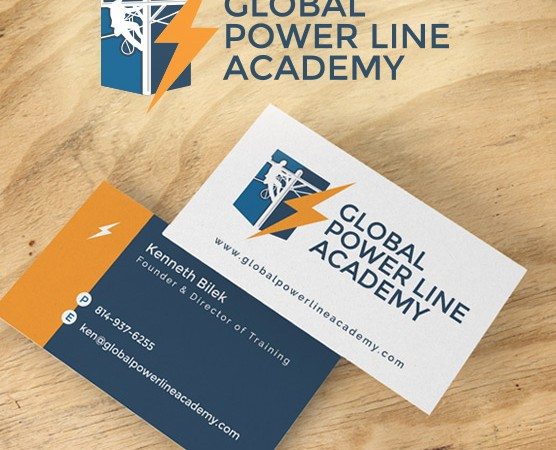 GLOBAL
POWER LINE
ACADEMY
GLOBAL
POWER LINE
ACADEMY
www.globalpowerlineacademy.com
Kenneth Bilek
Founder & Director of Training
P 814-937-6255
E ken@globalpowerlineacademy.com